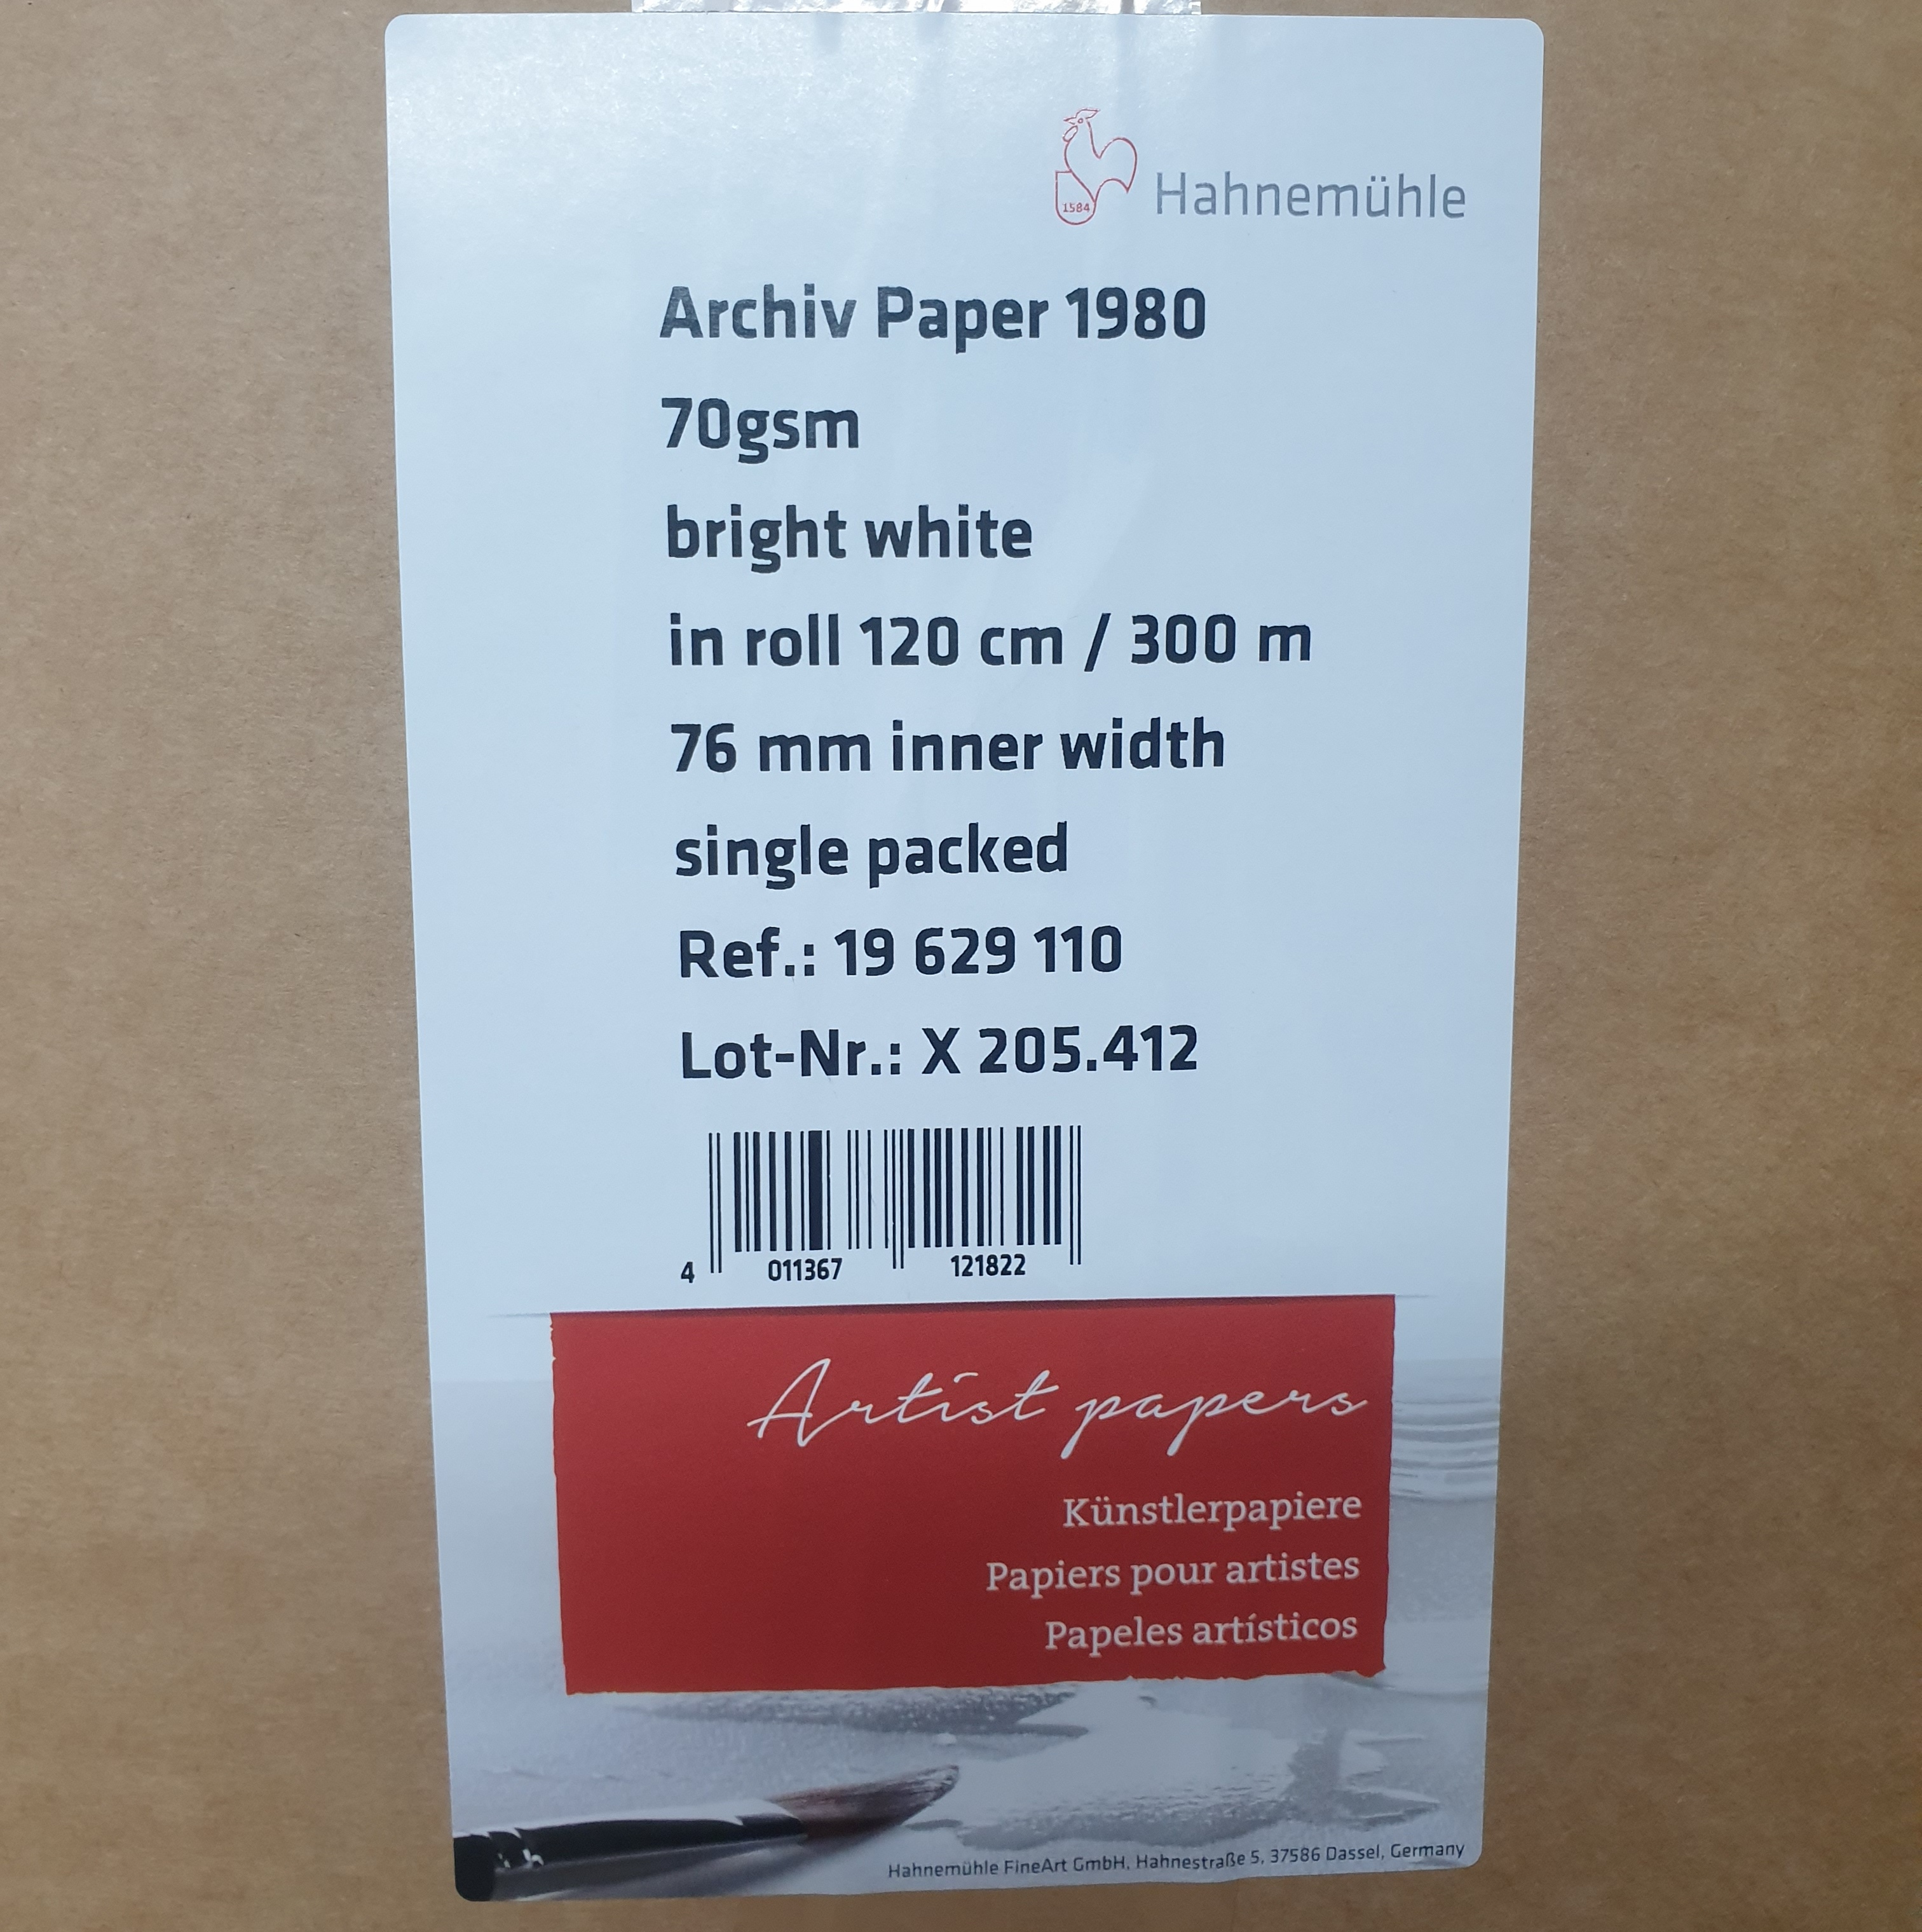 1584
Hahnemühle
Archiv Paper 1980
70gsm
bright white
in roll 120 cm / 300 m
76 mm inner width
single packed
Ref.: 19 629 110
Lot-Nr.: X 205.412
4 011367 121822
Artist papers
Künstlerpapiere
Papiers pour artistes
Papeles artísticos
Hahnemühle FineArt GmbH, Hahnestraße 5, 37586 Dassel, Germany